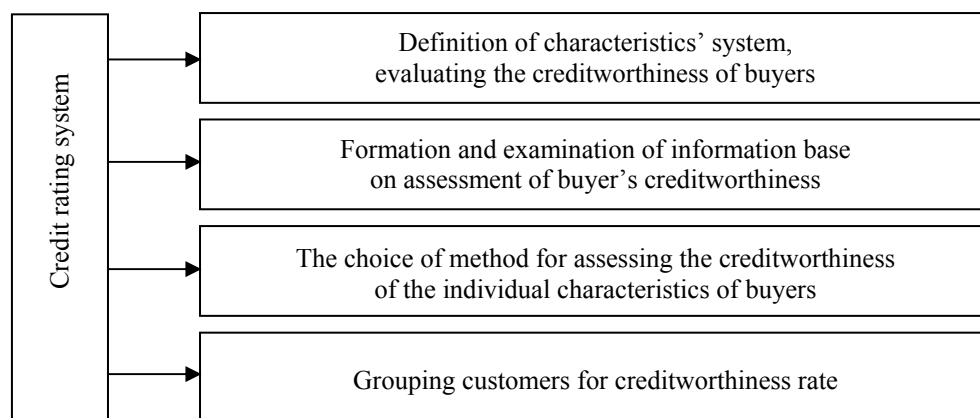 Credit rating system
Definition of characteristics’ system,
evaluating the creditworthiness of buyers
Formation and examination of information base
on assessment of buyer’s creditworthiness
The choice of method for assessing the creditworthiness
of the individual characteristics of buyers
Grouping customers for creditworthiness rate